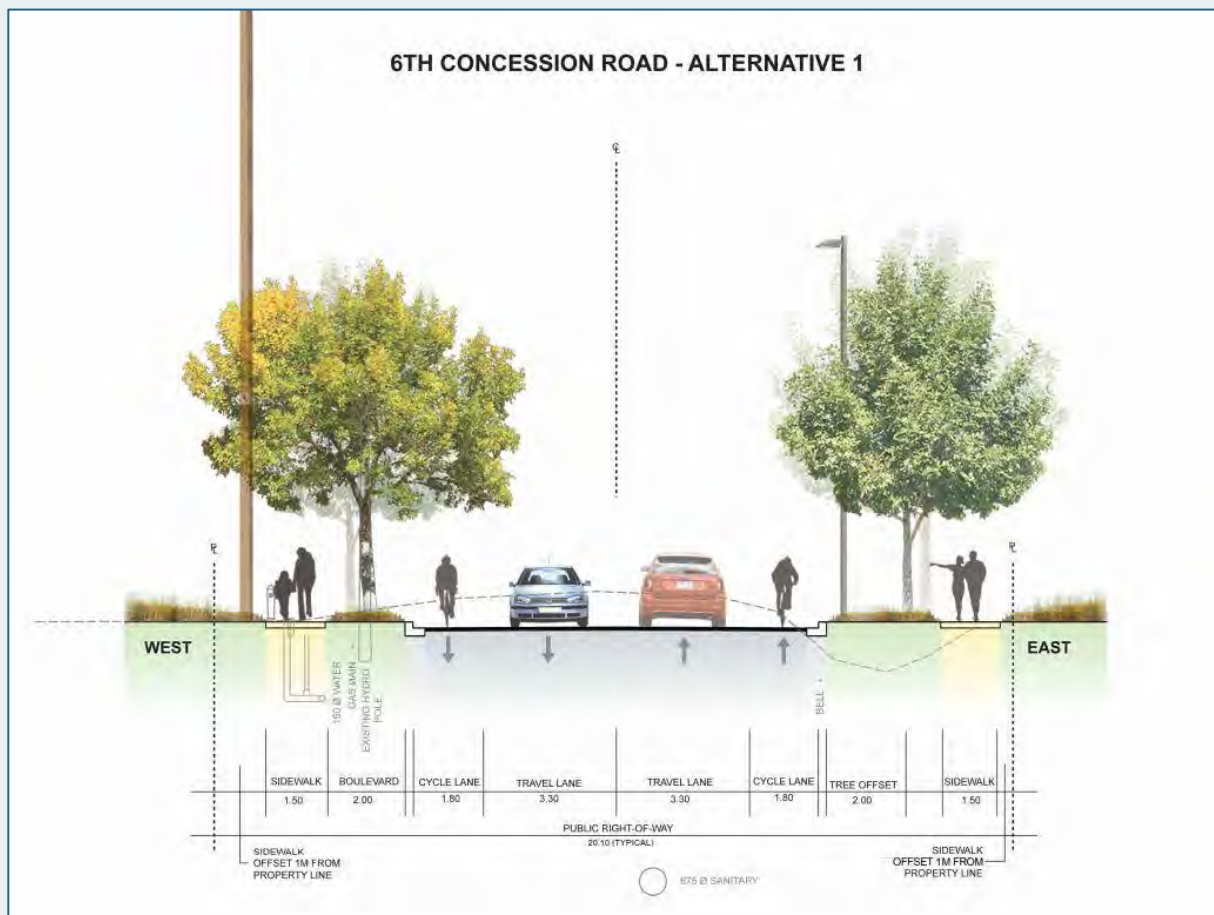 6TH CONCESSION ROAD - ALTERNATIVE 1
℄
PL
PL
WEST
EAST
150 Ø WATER
GAS MAIN
EXISTING HYDRO
POLE
BELL
SIDEWALK
1.50
BOULEVARD
2.00
CYCLE LANE
1.80
TRAVEL LANE
3.30
TRAVEL LANE
3.30
CYCLE LANE
1.80
TREE OFFSET
2.00
SIDEWALK
1.50
PUBLIC RIGHT-OF-WAY
20.10 (TYPICAL)
SIDEWALK
OFFSET 1M FROM
PROPERTY LINE
SIDEWALK
OFFSET 1M FROM
PROPERTY LINE
675 Ø SANITARY